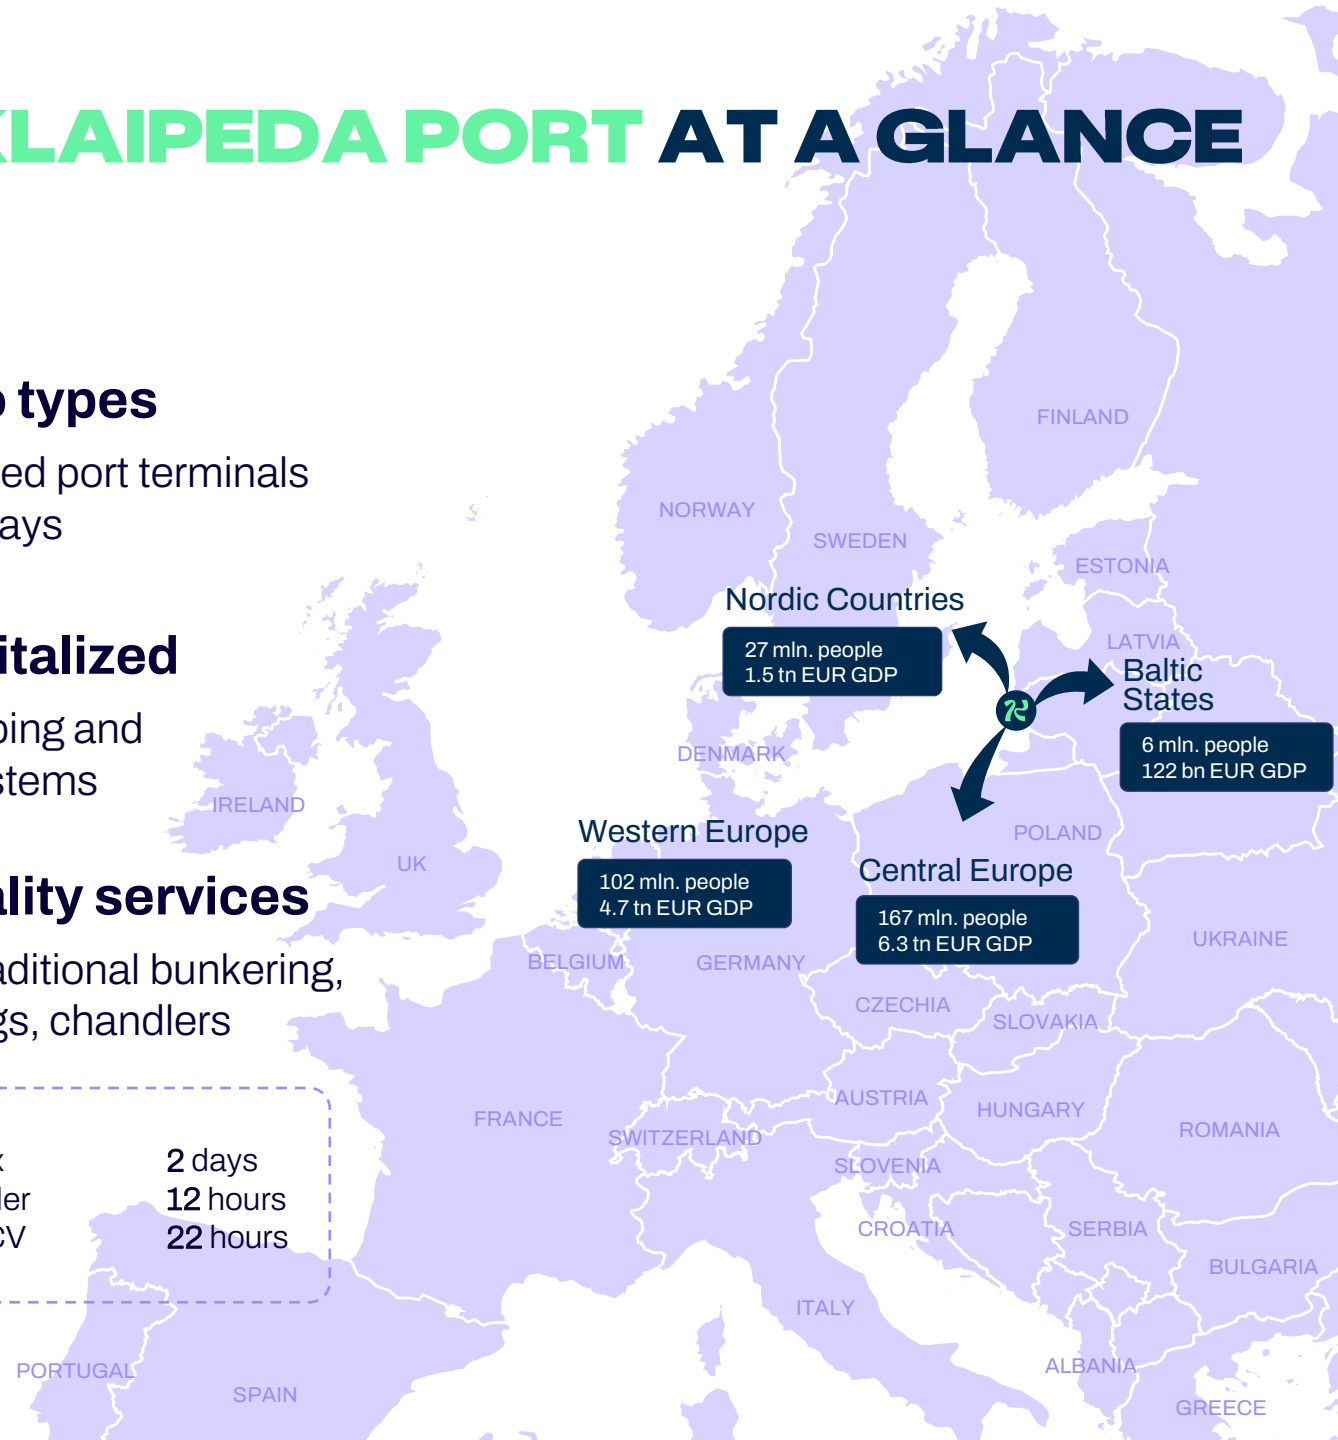 KLAIPEDA PORT AT A GLANCE
types
ed port terminals
ays
italized
ping and
stems
ality services
aditional bunkering,
gs, chandlers
2 days
ler 12 hours
CV 22 hours
FINLAND
NORWAY
SWEDEN
ESTONIA
Nordic Countries
27 mln. people
1.5 tn EUR GDP
LATVIA
Baltic
States
6 mln. people
122 bn EUR GDP
DENMARK
IRELAND
UK
POLAND
Western Europe
102 mln. people
4.7 tn EUR GDP
Central Europe
167 mln. people
6.3 tn EUR GDP
UKRAINE
BELGIUM
GERMANY
CZECHIA
SLOVAKIA
AUSTRIA
HUNGARY
FRANCE
SWITZERLAND
ROMANIA
SLOVENIA
CROATIA
SERBIA
BULGARIA
ITALY
PORTUGAL
SPAIN
ALBANIA
GREECE